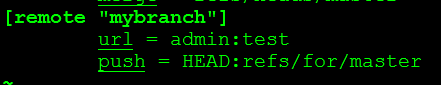 [remote "mybranch"]
url = admin:test
push = HEAD:refs/for/master
~